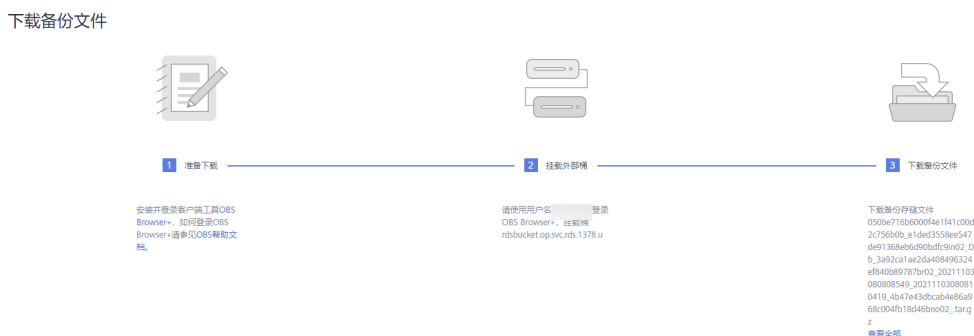 下载备份文件
1 准备下载
2 挂载外部桶
3 下载备份文件
安装并登录客户端工具OBS
Browser+，如何登录OBS
Browser+请参见OBS帮助文
档。
请使用用户名 登录
OBS Browser+，挂载桶
rdsbucket.op.svc.rds.1378.u
下载备份存储文件
050be716b6000f4e1f41c00d
2c756b0b_e1ded3558ee547
de91368eb6d90bdfc9in02_D
b_3a92ca1ae2da408496324
ef840b89787br02_20211103
080808549_2021110308081
0419_4b47e43dbcab4e86a9
68c004fb18d46bno02_.tar.g
z
查看全部